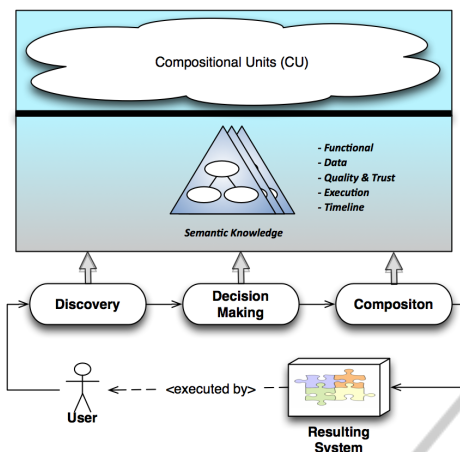 Compositional Units (CU)
- Functional
- Data
- Quality & Trust
- Execution
- Timeline
Semantic Knowledge
Discovery
Decision
Making
Compositon
<executed by>
User
Resulting
System